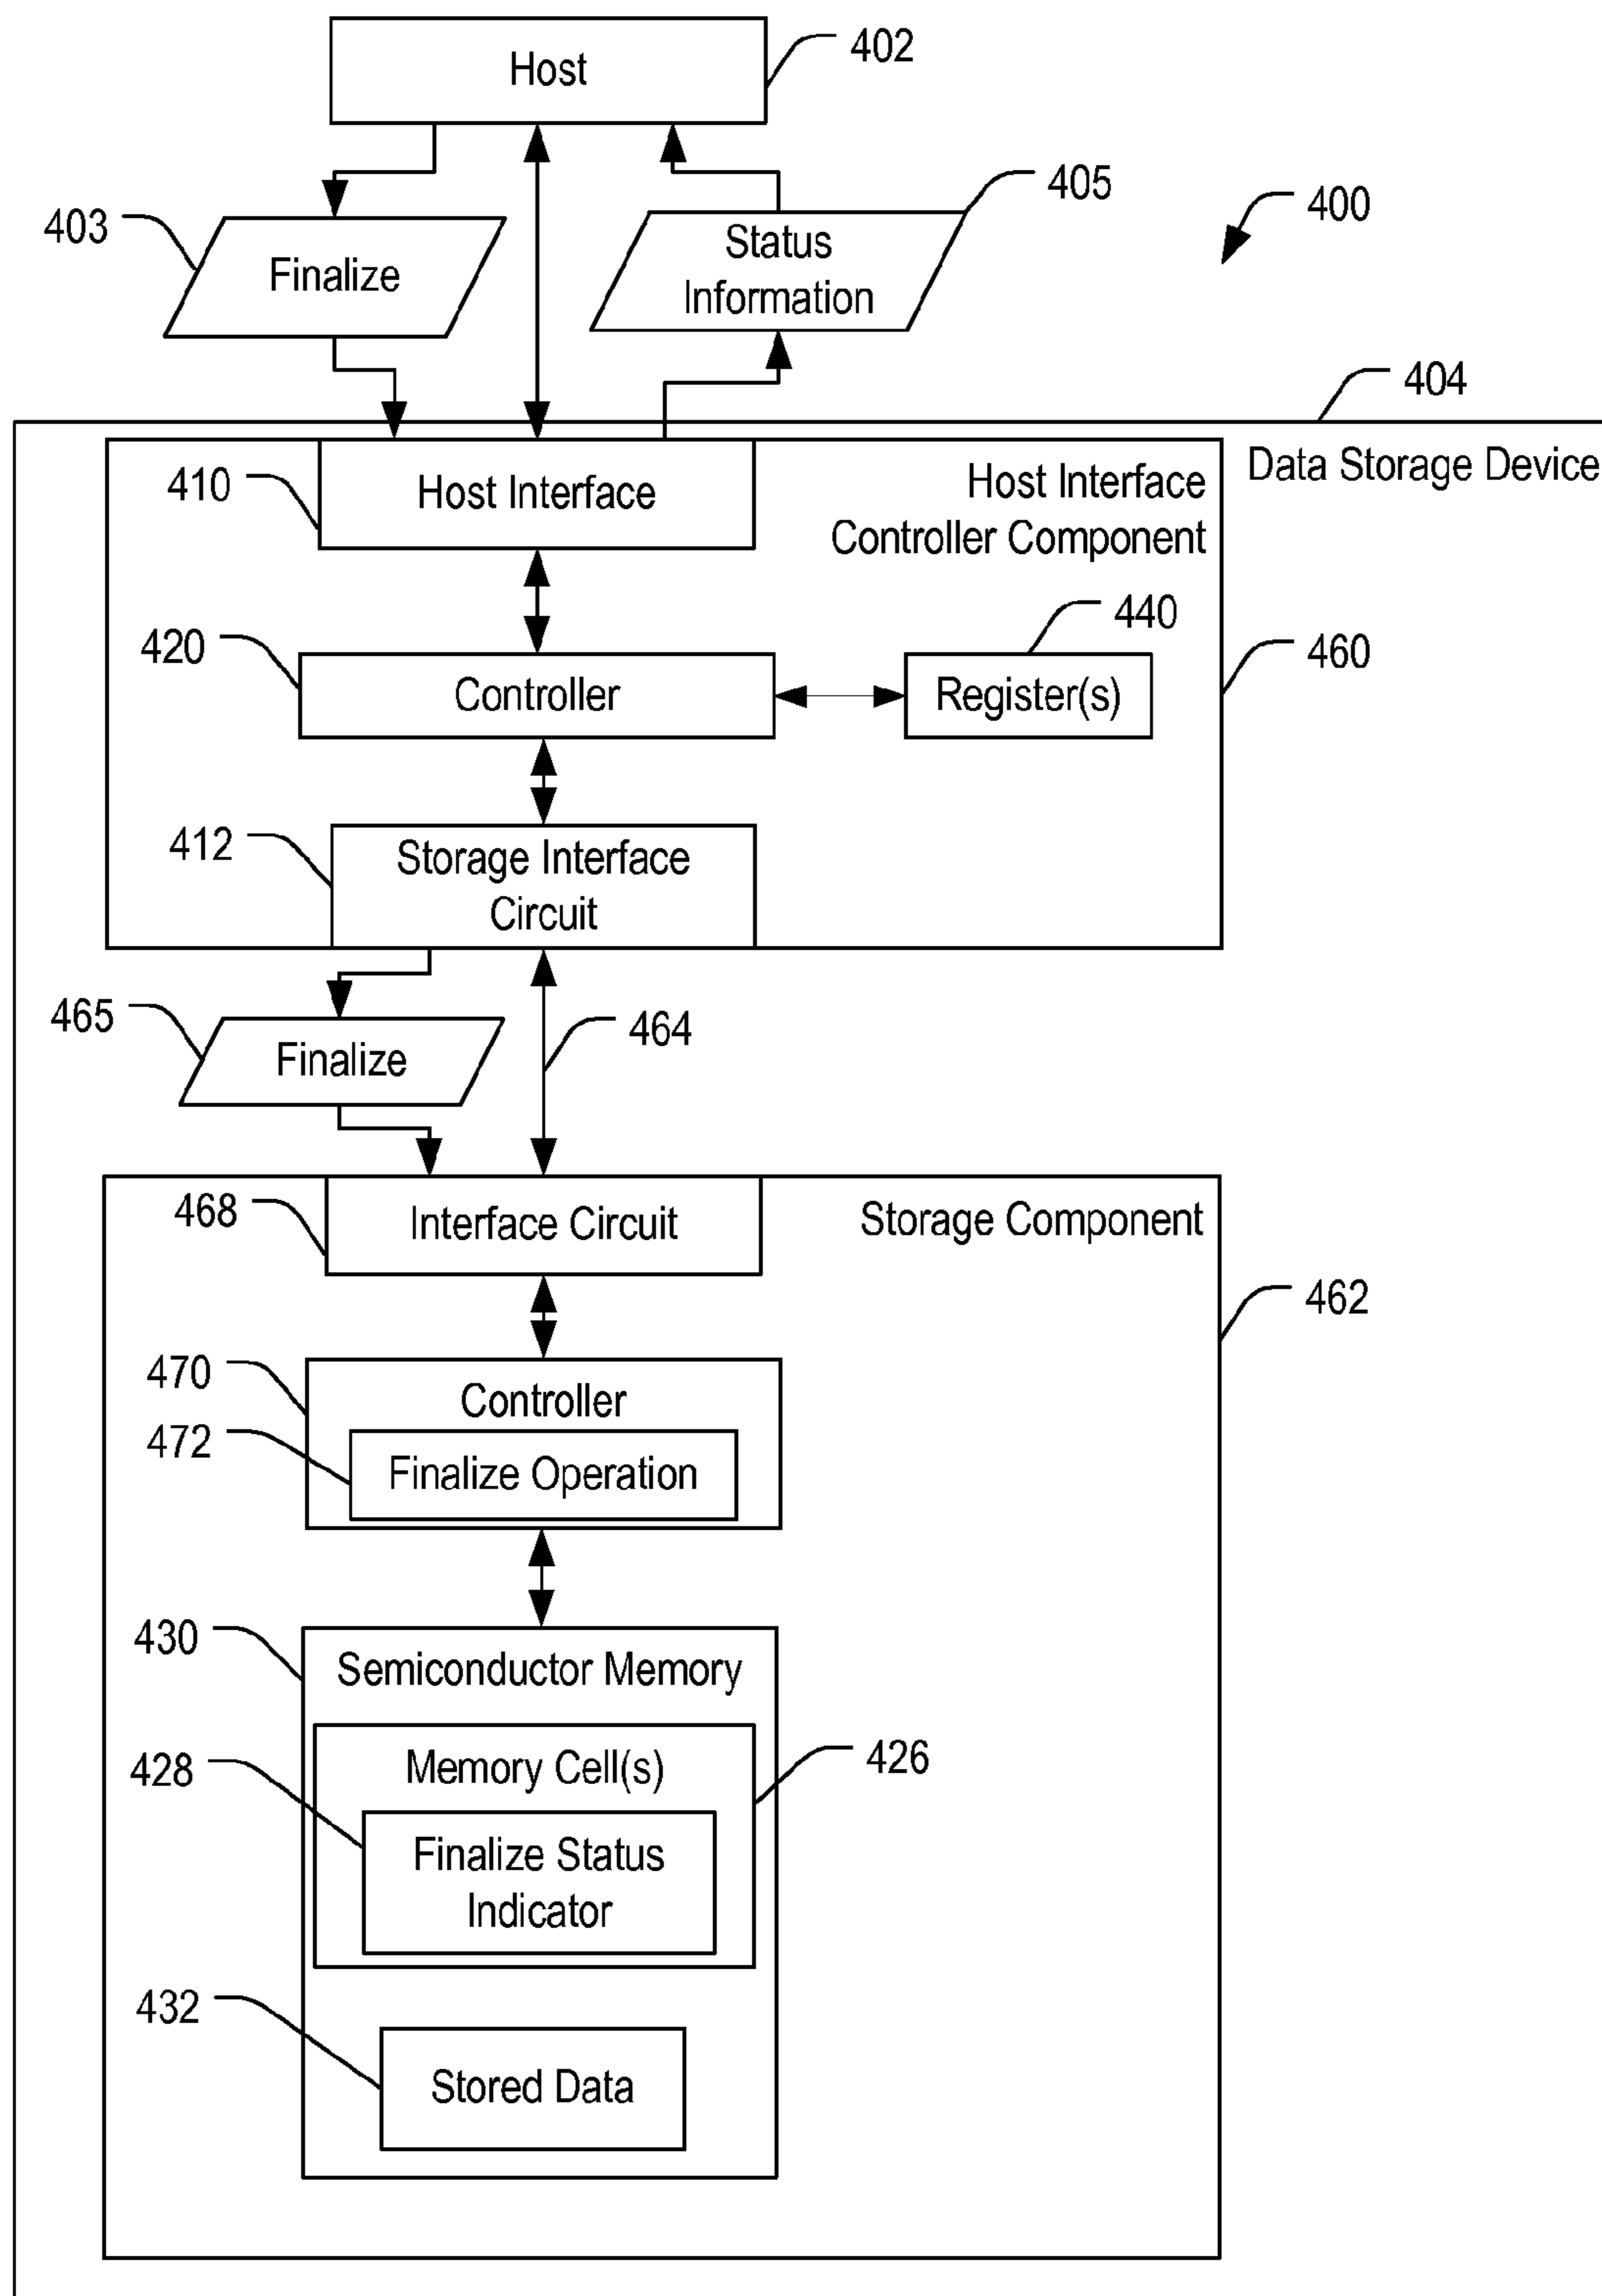 Host
402
403
Finalize
Status
Information
405
400
404
Data Storage Device
410
Host Interface
Host Interface
Controller Component
420
Controller
440
Register(s)
460
412
Storage Interface
Circuit
465
Finalize
464
468
Interface Circuit
Storage Component
462
470
Controller
472
Finalize Operation
430
Semiconductor Memory
428
Memory Cell(s)
426
Finalize Status
Indicator
432
Stored Data